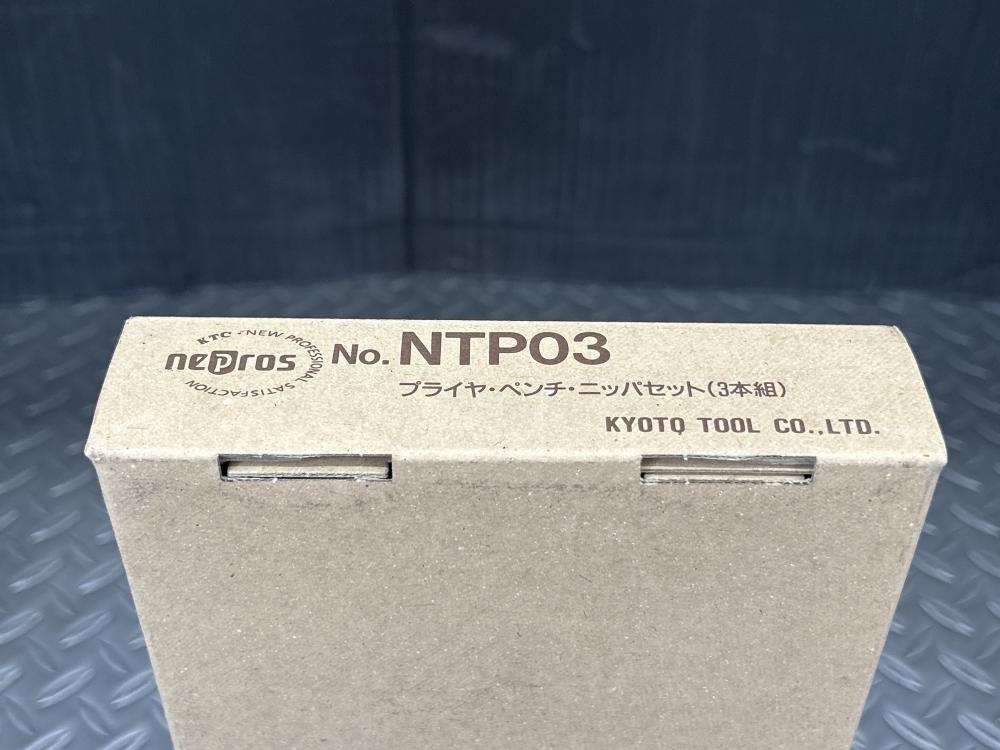 KTC - NEW PROFESSIONAL SATISFACTION
nepros
No. NTP03
プライヤ・ペンチ・ニッパセット(3本組)
KYOTO TOOL CO.,LTD.